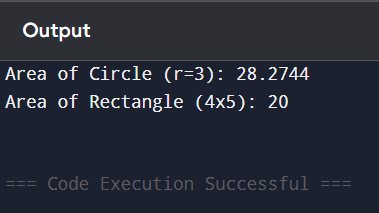 Output
Area of Circle (r=3): 28.2744
Area of Rectangle (4x5): 20
=== Code Execution Successful ===